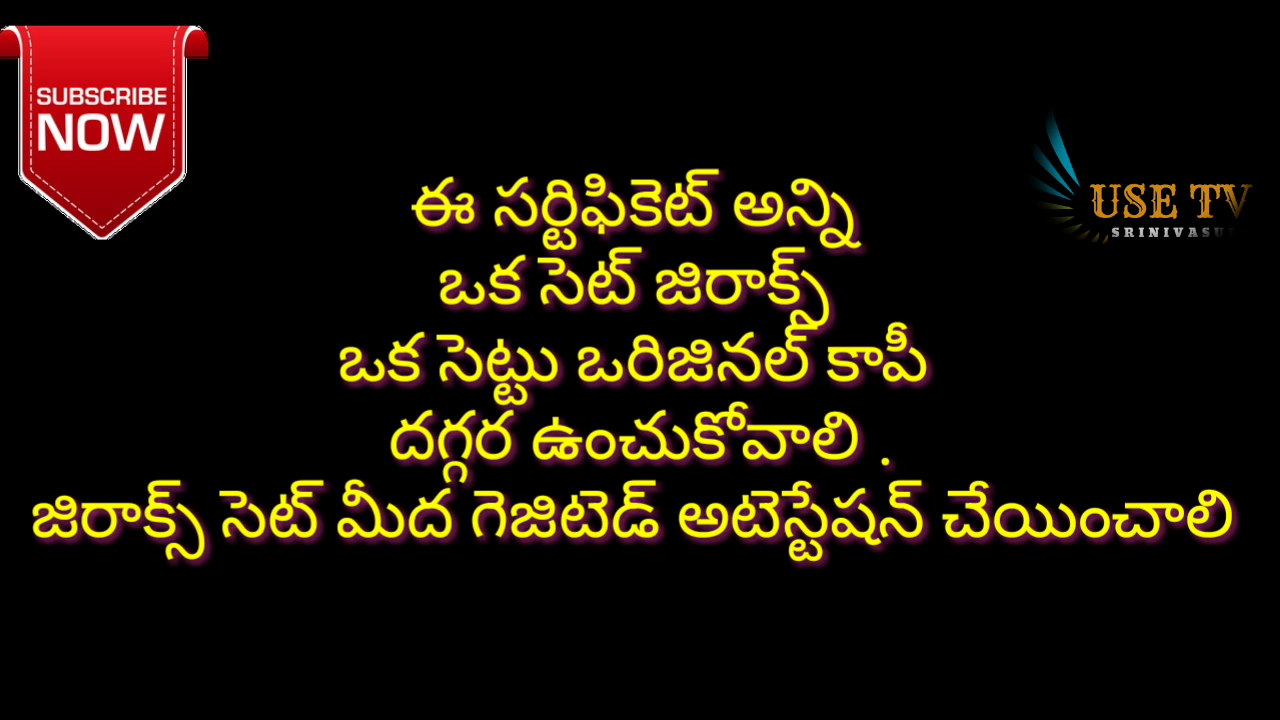 SUBSCRIBE
NOW
USE TV
ఈ సర్టిఫికెట్ అన్ని
ఒక సెట్ జిరాక్స్
ఒక సెట్టు ఒరిజినల్ కాపీ
దగ్గర ఉంచుకోవాలి .
జిరాక్స్ సెట్ మీద గెజిటెడ్ అటెస్టేషన్ చేయించాలి